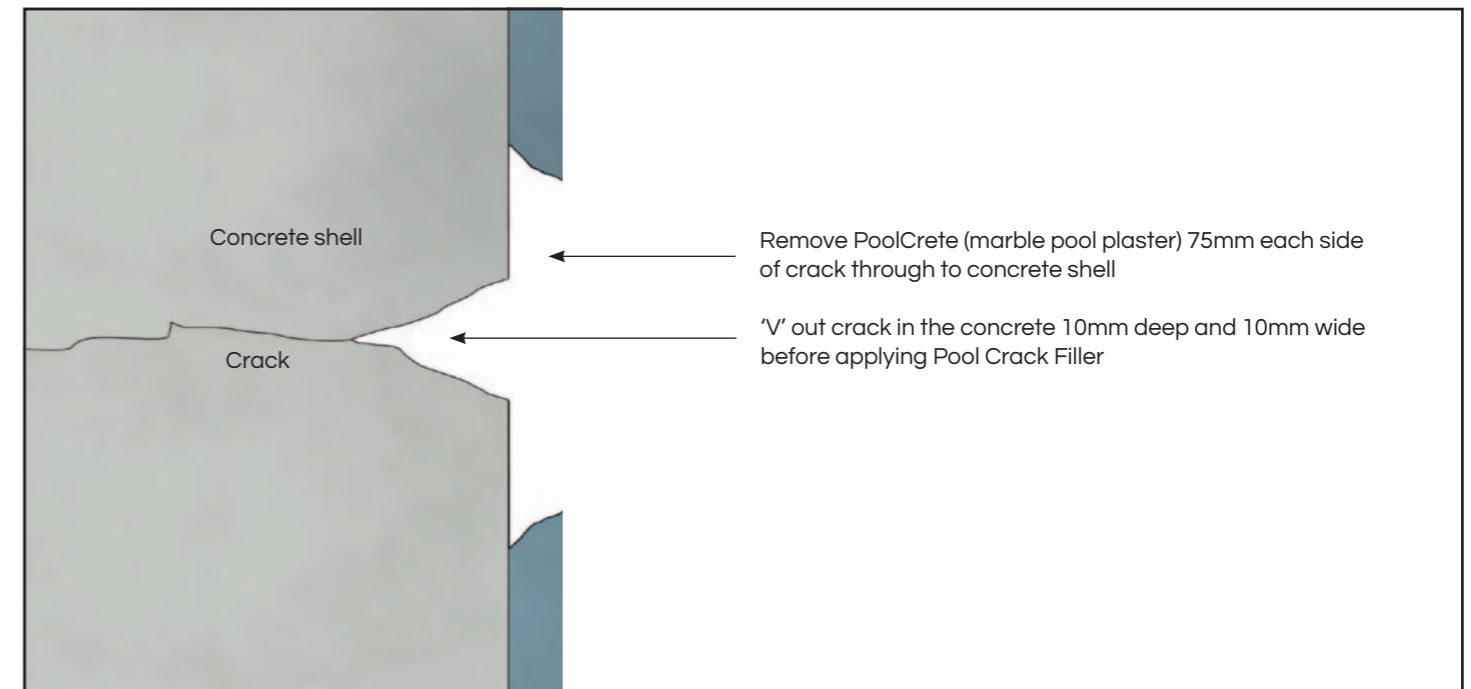 Concrete shell
Remove PoolCrete (marble pool plaster) 75mm each side
of crack through to concrete shell
‘V’ out crack in the concrete 10mm deep and 10mm wide
before applying Pool Crack Filler
Crack